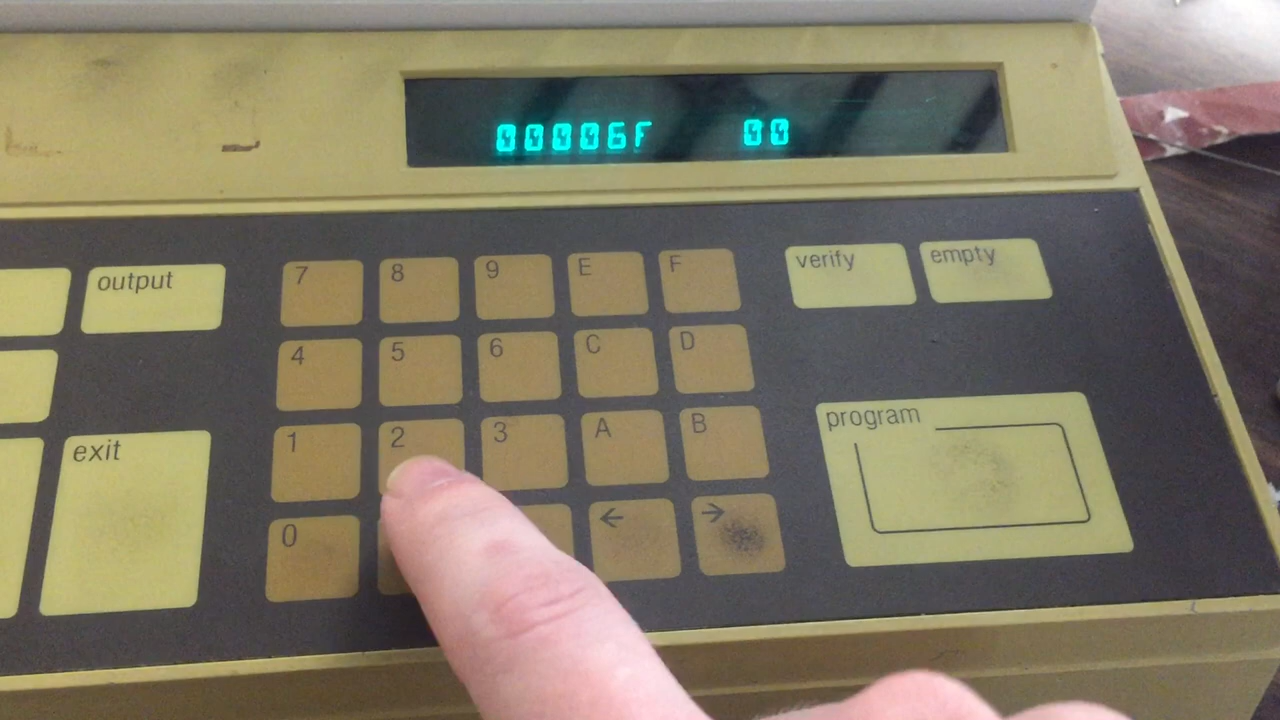 00006F 00
output
7 8 9 E F
verify empty
4 5 6 C D
program
exit
1 2 3 A B
0 ← →